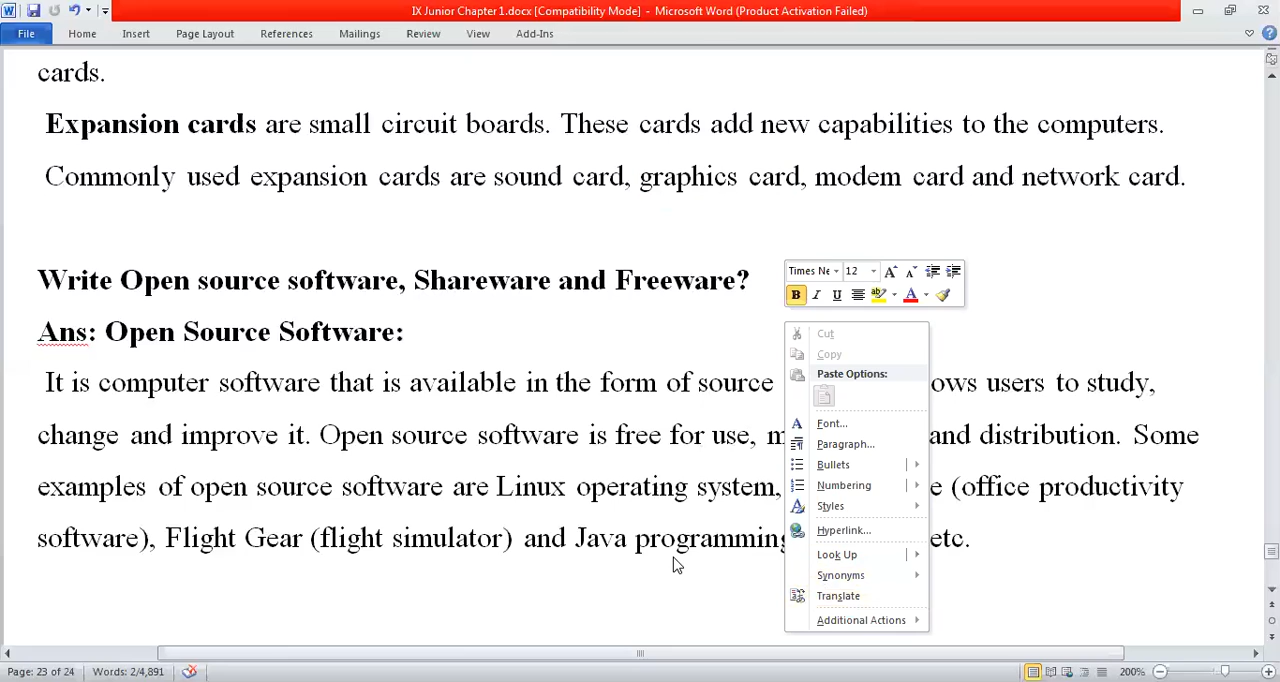 IX Junior Chapter 1.docx [Compatibility Mode] - Microsoft Word (Product Activation Failed)
File Home Insert Page Layout References Mailings Review View Add-Ins
cards.
Expansion cards are small circuit boards. These cards add new capabilities to the computers.
Commonly used expansion cards are sound card, graphics card, modem card and network card.
Write Open source software, Shareware and Freeware?
Ans: Open Source Software:
It is computer software that is available in the form of source ows users to study,
change and improve it. Open source software is free for use, and distribution. Some
examples of open source software are Linux operating system, e (office productivity
software), Flight Gear (flight simulator) and Java programming etc.
Times Ne 12
B I U
Cut
Copy
Paste Options:
Font...
Paragraph...
Bullets
Numbering
Styles
Hyperlink...
Look Up
Synonyms
Translate
Additional Actions
Page: 23 of 24 Words: 2/4,891 200%